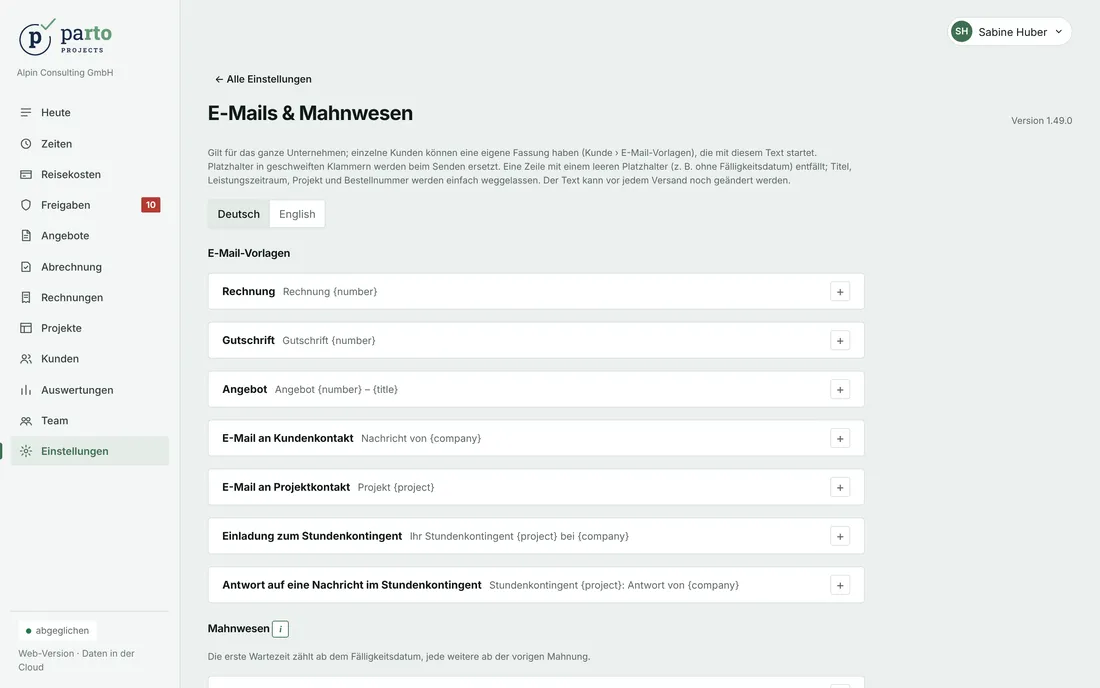 p parto
PROJECTS
Alpin Consulting GmbH
Heute
Zeiten
Reisekosten
Freigaben 10
Angebote
Abrechnung
Rechnungen
Projekte
Kunden
Auswertungen
Team
Einstellungen
abgeglichen
Web-Version · Daten in der
Cloud
SH Sabine Huber
← Alle Einstellungen
E-Mails & Mahnwesen
Version 1.49.0
Gilt für das ganze Unternehmen; einzelne Kunden können eine eigene Fassung haben (Kunde › E-Mail-Vorlagen), die mit diesem Text startet.
Platzhalter in geschweiften Klammern werden beim Senden ersetzt. Eine Zeile mit einem leeren Platzhalter (z. B. ohne Fälligkeitsdatum) entfällt; Titel,
Leistungszeitraum, Projekt und Bestellnummer werden einfach weggelassen. Der Text kann vor jedem Versand noch geändert werden.
Deutsch English
E-Mail-Vorlagen
Rechnung Rechnung {number} +
Gutschrift Gutschrift {number} +
Angebot Angebot {number} – {title} +
E-Mail an Kundenkontakt Nachricht von {company} +
E-Mail an Projektkontakt Projekt {project} +
Einladung zum Stundenkontingent Ihr Stundenkontingent {project} bei {company} +
Antwort auf eine Nachricht im Stundenkontingent Stundenkontingent {project}: Antwort von {company} +
Mahnwesen i
Die erste Wartezeit zählt ab dem Fälligkeitsdatum, jede weitere ab der vorigen Mahnung.